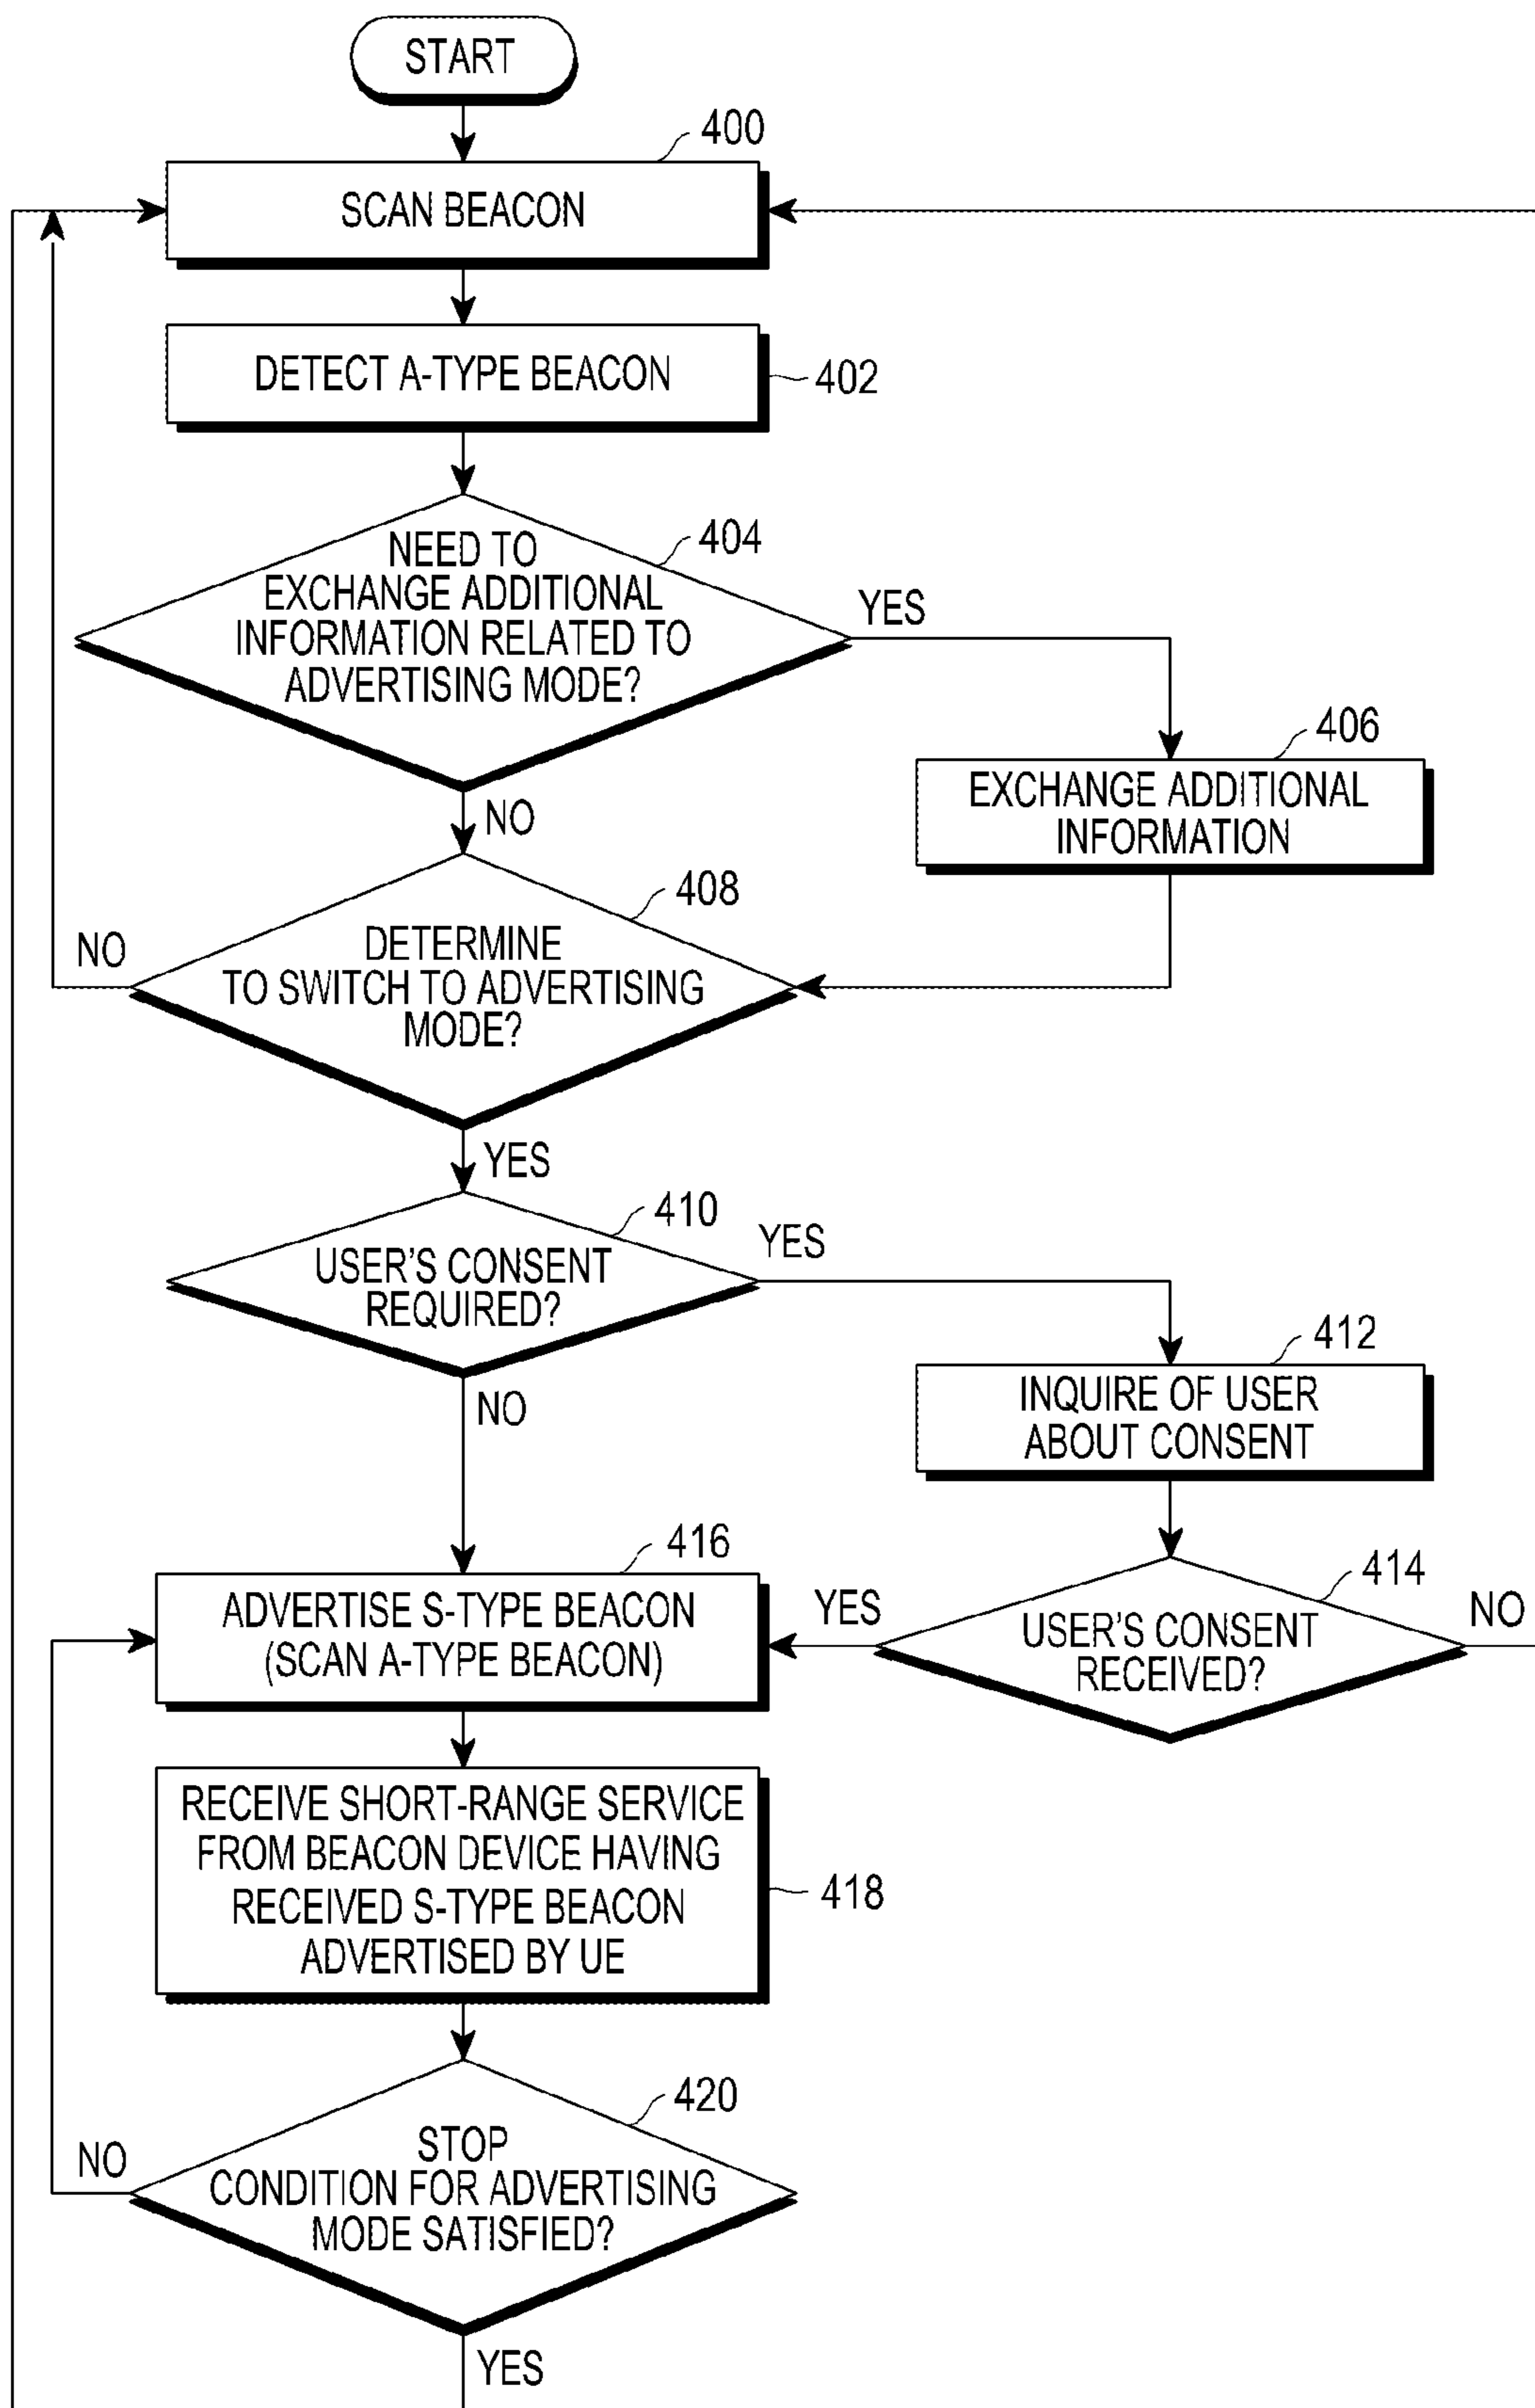 START
400
SCAN BEACON
DETECT A-TYPE BEACON
402
404
NEED TO
EXCHANGE ADDITIONAL
INFORMATION RELATED TO
ADVERTISING MODE?
YES
NO
406
EXCHANGE ADDITIONAL
INFORMATION
408
DETERMINE
TO SWITCH TO ADVERTISING
MODE?
NO
YES
410
USER'S CONSENT
REQUIRED?
YES
NO
412
INQUIRE OF USER
ABOUT CONSENT
414
USER'S CONSENT
RECEIVED?
YES
NO
416
ADVERTISE S-TYPE BEACON
(SCAN A-TYPE BEACON)
RECEIVE SHORT-RANGE SERVICE
FROM BEACON DEVICE HAVING
RECEIVED S-TYPE BEACON
ADVERTISED BY UE
418
420
STOP
CONDITION FOR ADVERTISING
MODE SATISFIED?
NO
YES